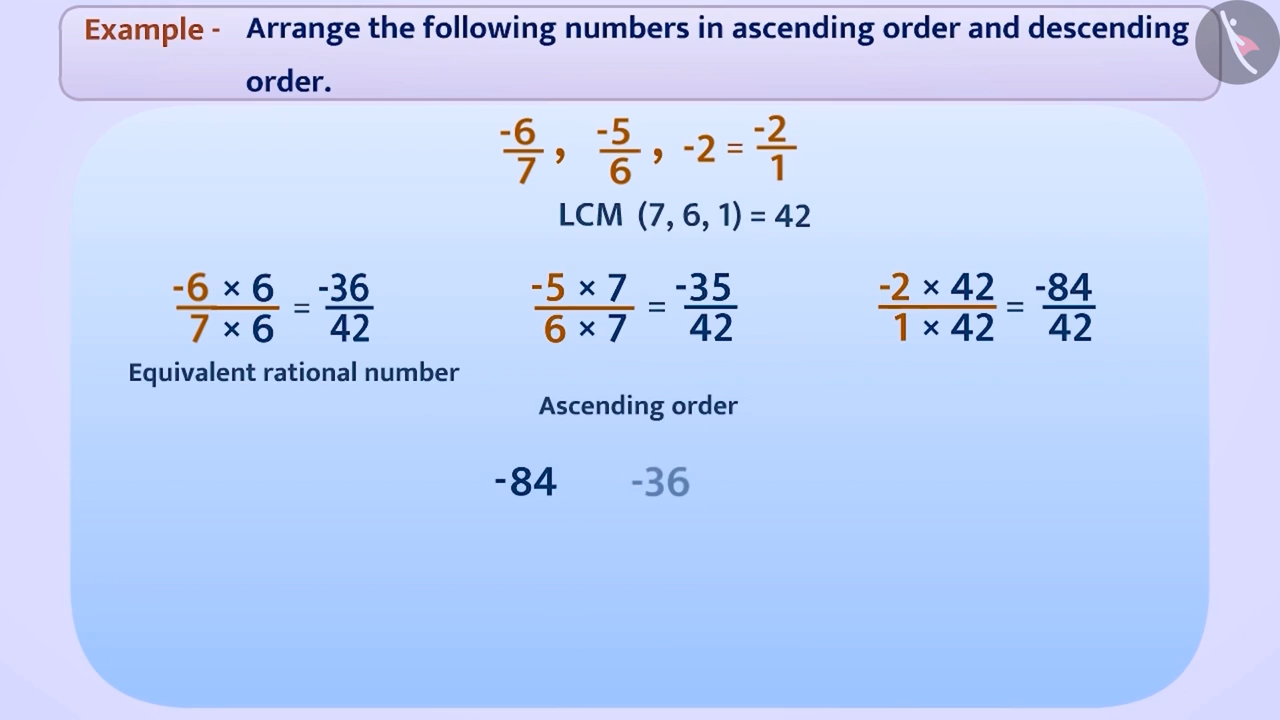 Example - Arrange the following numbers in ascending order and descending
order.
-6/7 , -5/6 , -2 = -2/1
LCM (7, 6, 1) = 42
-6 × 6 / 7 × 6 = -36/42   -5 × 7 / 6 × 7 = -35/42   -2 × 42 / 1 × 42 = -84/42
Equivalent rational number
Ascending order
-84 -36